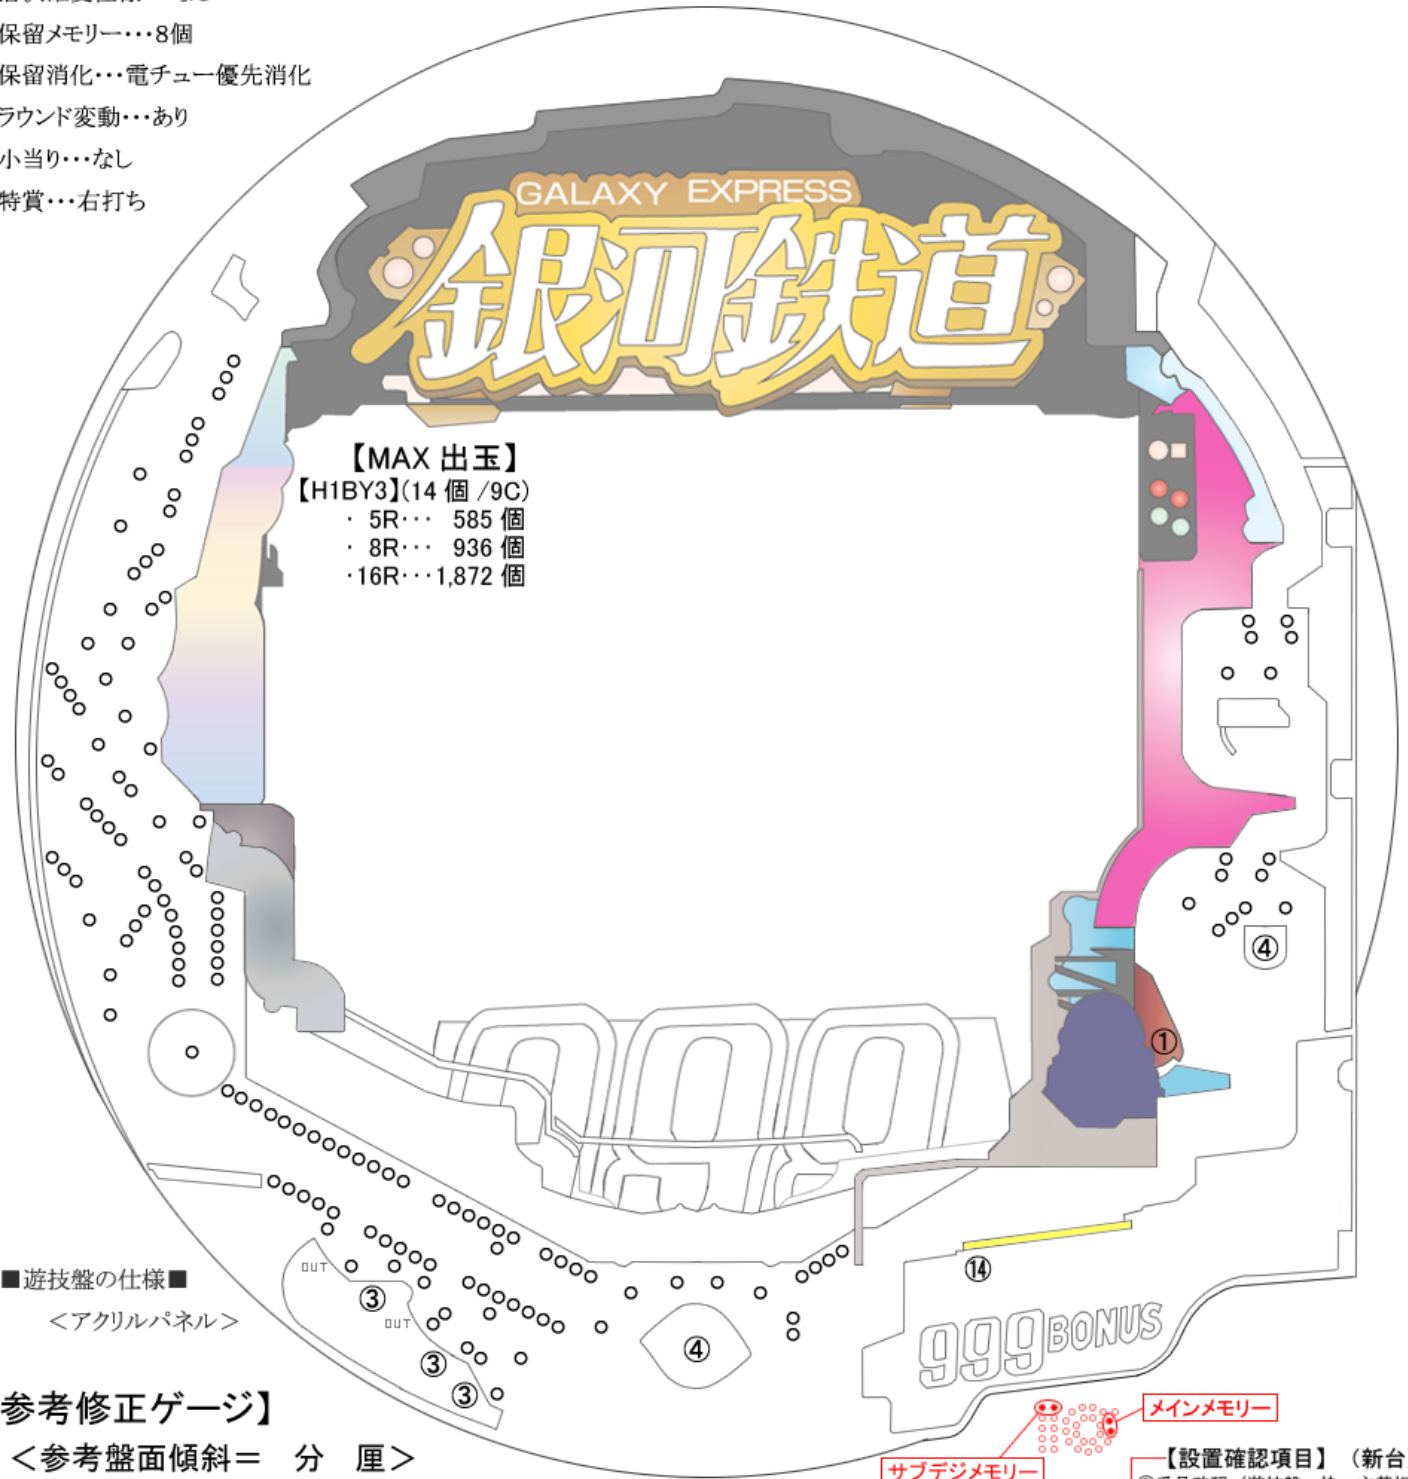 保留メモリー・・・8個
保留消化・・・電チュー優先消化
ラウンド変動・・・あり
小当り・・・なし
特賞・・・右打ち
GALAXY EXPRESS
銀河鉄道
【MAX 出玉】
【H1BY3】(14 個 /9C)
・ 5R・・・ 585 個
・ 8R・・・ 936 個
・16R・・・1,872 個
④
①
999
⑭
■遊技盤の仕様■
<アクリルパネル>
OUT
③
OUT
③
③
④
999 BONUS
参考修正ゲージ】
<参考盤面傾斜= 分 厘>
メインメモリー
サブデジメモリー
【設置確認項目】 (新台